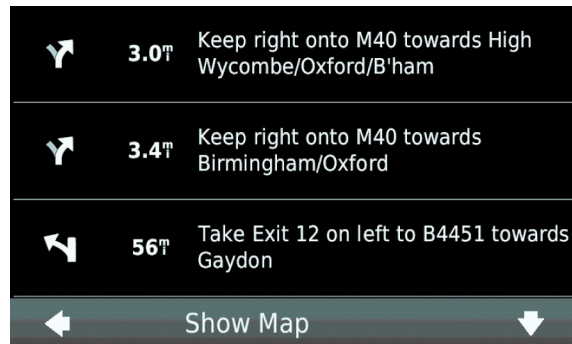 3.0mi
Keep right onto M40 towards High
Wycombe/Oxford/B'ham
3.4mi
Keep right onto M40 towards
Birmingham/Oxford
56mi
Take Exit 12 on left to B4451 towards
Gaydon
Show Map